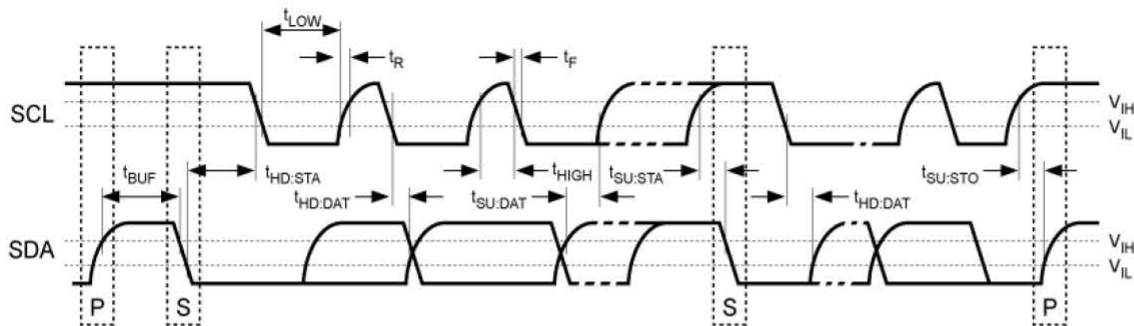 tLOW
tR
tF
SCL
VIH
VIL
tBUF
tHD:STA
tHD:DAT
tHIGH
tSU:DAT
tSU:STA
tHD:DAT
tSU:STO
SDA
VIH
VIL
P
S
S
P